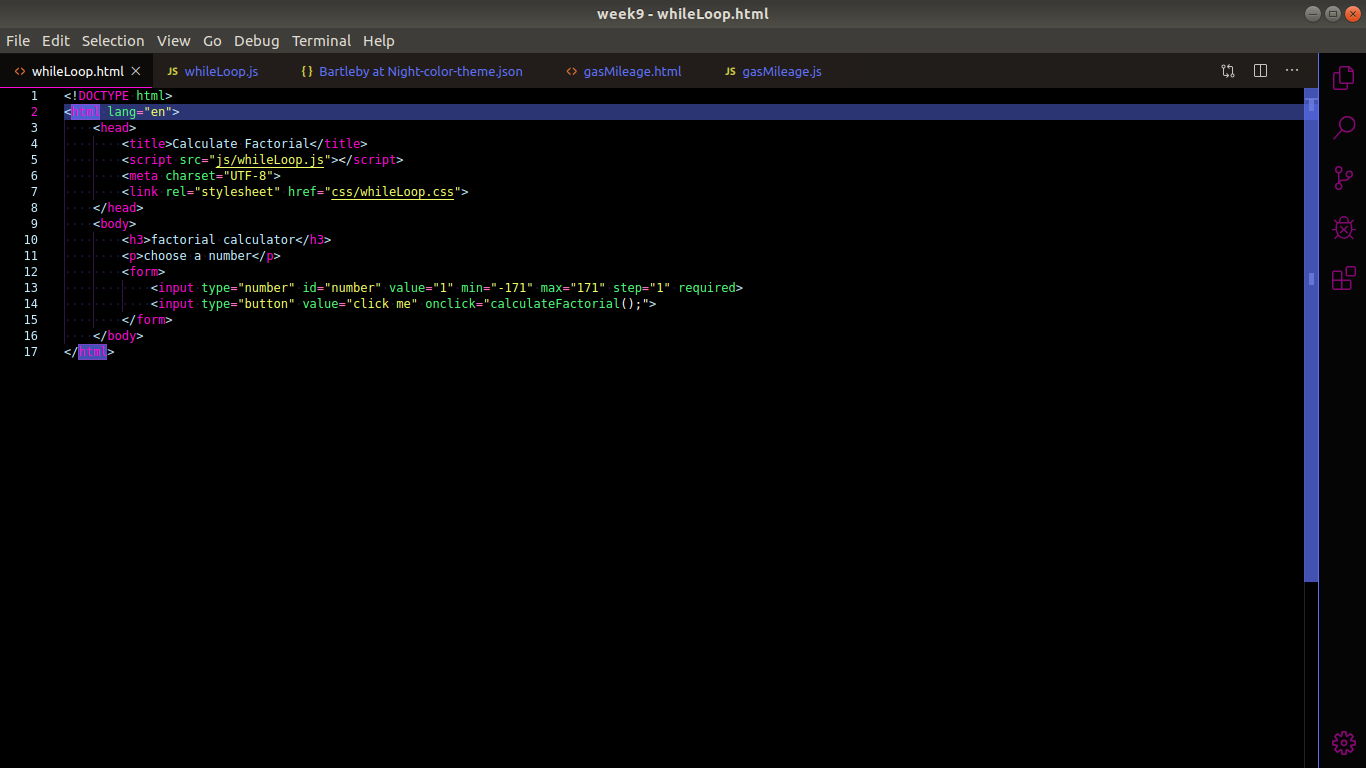 week9 - whileLoop.html
File Edit Selection View Go Debug Terminal Help
<> whileLoop.html × JS whileLoop.js {} Bartleby at Night-color-theme.json <> gasMileage.html JS gasMileage.js
1 <!DOCTYPE html>
2 <html lang="en">
3 <head>
4 <title>Calculate Factorial</title>
5 <script src="js/whileLoop.js"></script>
6 <meta charset="UTF-8">
7 <link rel="stylesheet" href="css/whileLoop.css">
8 </head>
9 <body>
10 <h3>factorial calculator</h3>
11 <p>choose a number</p>
12 <form>
13 <input type="number" id="number" value="1" min="-171" max="171" step="1" required>
14 <input type="button" value="click me" onclick="calculateFactorial();">
15 </form>
16 </body>
17 </html>